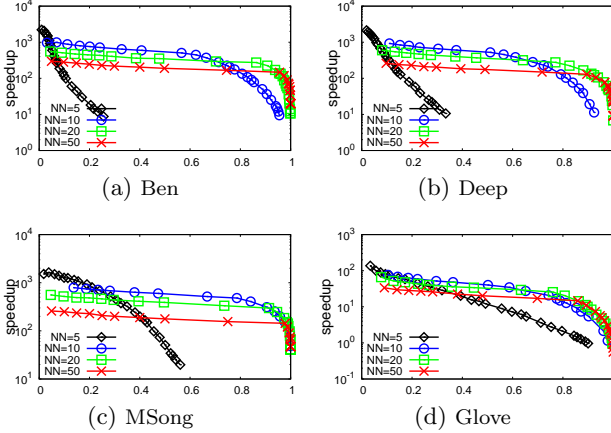 10^4
10^3
10^2
10^1
10^0
speedup
NN=5
NN=10
NN=20
NN=50
0 0.2 0.4 0.6 0.8 1
(a) Ben
10^4
10^3
10^2
10^1
10^0
speedup
NN=5
NN=10
NN=20
NN=50
0 0.2 0.4 0.6 0.8
(b) Deep
10^4
10^3
10^2
10^1
speedup
NN=5
NN=10
NN=20
NN=50
0 0.2 0.4 0.6 0.8 1
(c) MSong
10^3
10^2
10^1
10^0
10^-1
speedup
NN=5
NN=10
NN=20
NN=50
0 0.2 0.4 0.6 0.8
(d) Glove